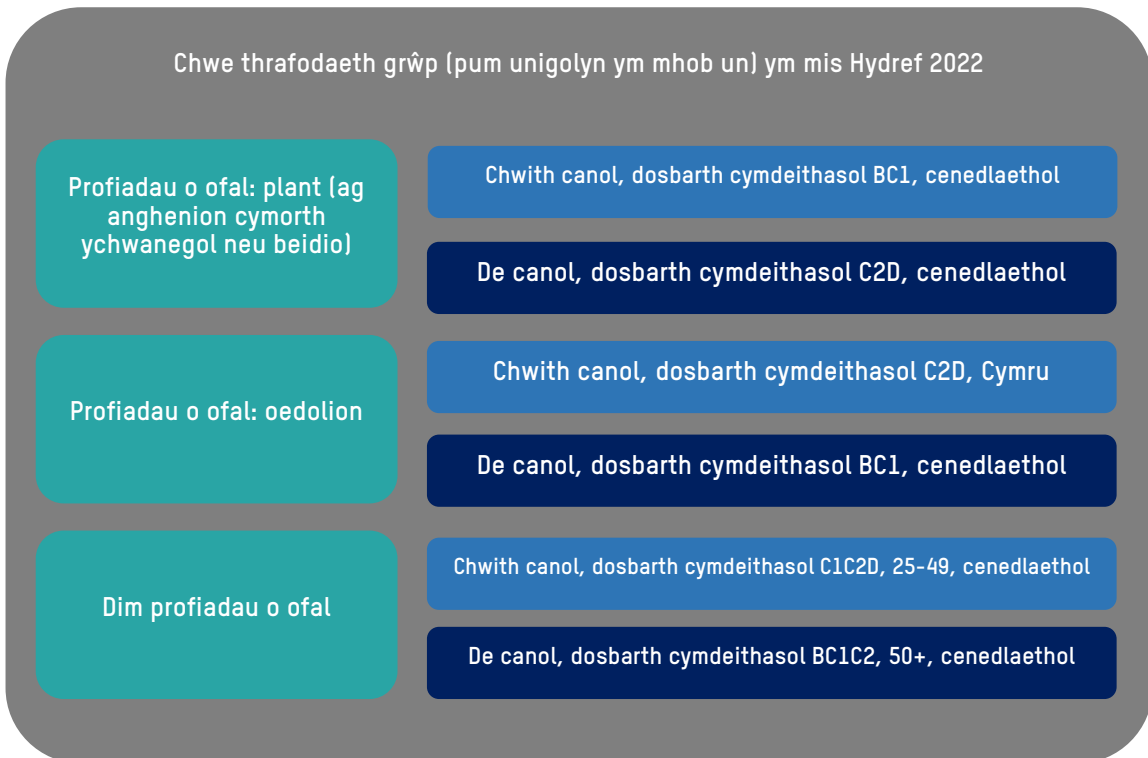 Chwe thrafodaeth grŵp (pum unigolyn ym mhob un) ym mis Hydref 2022
Profiadau o ofal: plant (ag
anghenion cymorth
ychwanegol neu beidio)
Chwith canol, dosbarth cymdeithasol BC1, cenedlaethol
De canol, dosbarth cymdeithasol C2D, cenedlaethol
Profiadau o ofal: oedolion
Chwith canol, dosbarth cymdeithasol C2D, Cymru
De canol, dosbarth cymdeithasol BC1, cenedlaethol
Dim profiadau o ofal
Chwith canol, dosbarth cymdeithasol C1C2D, 25-49, cenedlaethol
De canol, dosbarth cymdeithasol BC1C2, 50+, cenedlaethol